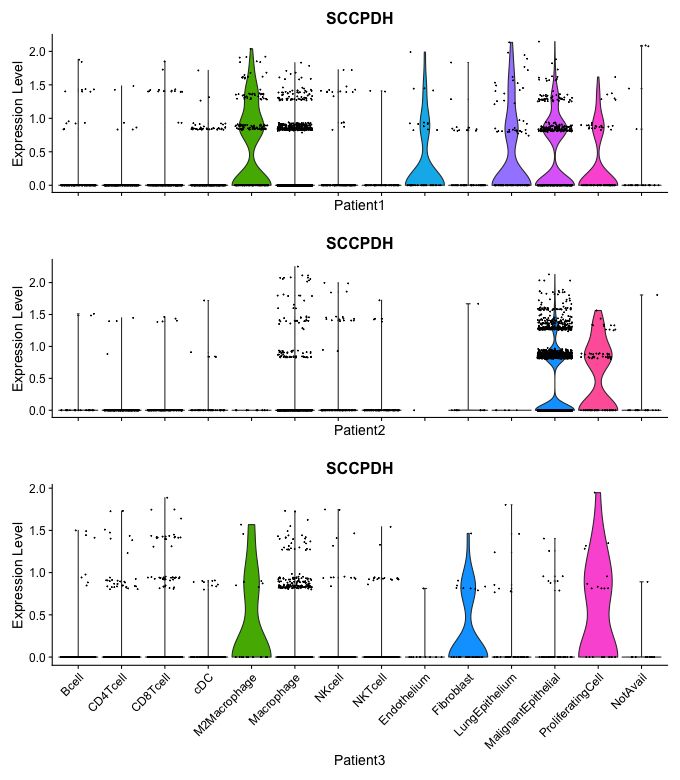 SCCPDH
Expression Level
2.0
1.5
1.0
0.5
0.0
Patient1
SCCPDH
Expression Level
2.0
1.5
1.0
0.5
0.0
Patient2
SCCPDH
Expression Level
2.0
1.5
1.0
0.5
0.0
Bcell
CD4Tcell
CD8Tcell
cDC
M2Macrophage
Macrophage
NKcell
NKTcell
Endothelium
Fibroblast
LungEpithelium
MalignantEpithelial
ProliferatingCell
NotAvail
Patient3